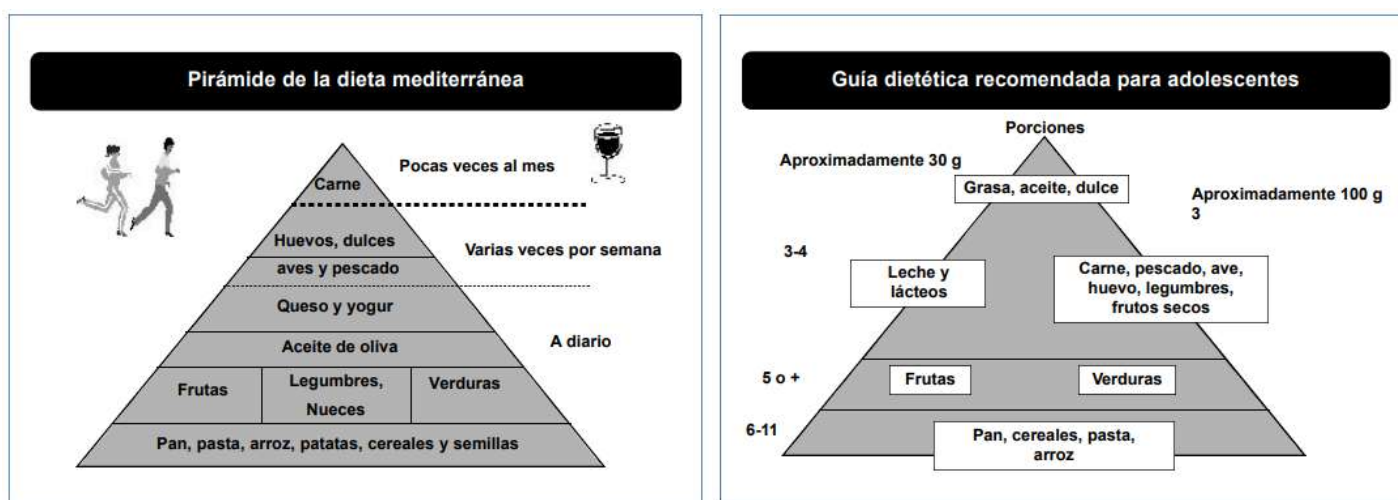 Pirámide de la dieta mediterránea
Pocas veces al mes
Carne
Huevos, dulces
Varias veces por semana
aves y pescado
Queso y yogur
A diario
Aceite de oliva
Frutas
Legumbres,
Nueces
Verduras
Pan, pasta, arroz, patatas, cereales y semillas
Guía dietética recomendada para adolescentes
Porciones
Aproximadamente 30 g
Grasa, aceite, dulce
Aproximadamente 100 g
3
3-4
Leche y
lácteos
Carne, pescado, ave,
huevo, legumbres,
frutos secos
5 o +
Frutas
Verduras
6-11
Pan, cereales, pasta,
arroz